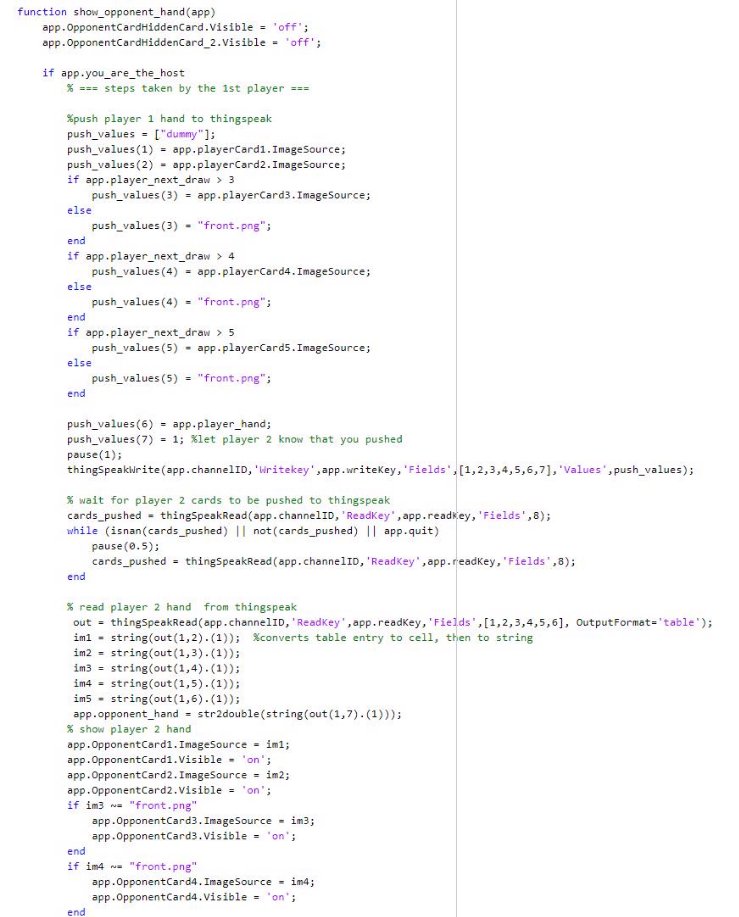 function show_opponent_hand(app)
app.OpponentCardHiddenCard.Visible = 'off';
app.OpponentCardHiddenCard_2.Visible = 'off';
if app.you_are_the_host
% === steps taken by the 1st player ===
%push player 1 hand to thingspeak
push_values = ["dummy"];
push_values(1) = app.playerCard1.ImageSource;
push_values(2) = app.playerCard2.ImageSource;
if app.player_next_draw > 3
push_values(3) = app.playerCard3.ImageSource;
else
push_values(3) = "front.png";
end
if app.player_next_draw > 4
push_values(4) = app.playerCard4.ImageSource;
else
push_values(4) = "front.png";
end
if app.player_next_draw > 5
push_values(5) = app.playerCard5.ImageSource;
else
push_values(5) = "front.png";
end
push_values(6) = app.player_hand;
push_values(7) = 1; %let player 2 know that you pushed
pause(1);
thingSpeakWrite(app.channelID,'Writekey',app.writeKey,'Fields',[1,2,3,4,5,6,7],'Values',push_values);
% wait for player 2 cards to be pushed to thingspeak
cards_pushed = thingSpeakRead(app.channelID,'ReadKey',app.readKey,'Fields',8);
while (isnan(cards_pushed) || not(cards_pushed) || app.quit)
pause(0.5);
cards_pushed = thingSpeakRead(app.channelID,'ReadKey',app.readKey,'Fields',8);
end
% read player 2 hand  from thingspeak
out = thingSpeakRead(app.channelID,'ReadKey',app.readKey,'Fields',[1,2,3,4,5,6], OutputFormat='table');
im1 = string(out(1,2).(1));  %converts table entry to cell, then to string
im2 = string(out(1,3).(1));
im3 = string(out(1,4).(1));
im4 = string(out(1,5).(1));
im5 = string(out(1,6).(1));
app.opponent_hand = str2double(string(out(1,7).(1)));
% show player 2 hand
app.OpponentCard1.ImageSource = im1;
app.OpponentCard1.Visible = 'on';
app.OpponentCard2.ImageSource = im2;
app.OpponentCard2.Visible = 'on';
if im3 ~= "front.png"
app.OpponentCard3.ImageSource = im3;
app.OpponentCard3.Visible = 'on';
end
if im4 ~= "front.png"
app.OpponentCard4.ImageSource = im4;
app.OpponentCard4.Visible = 'on';
end